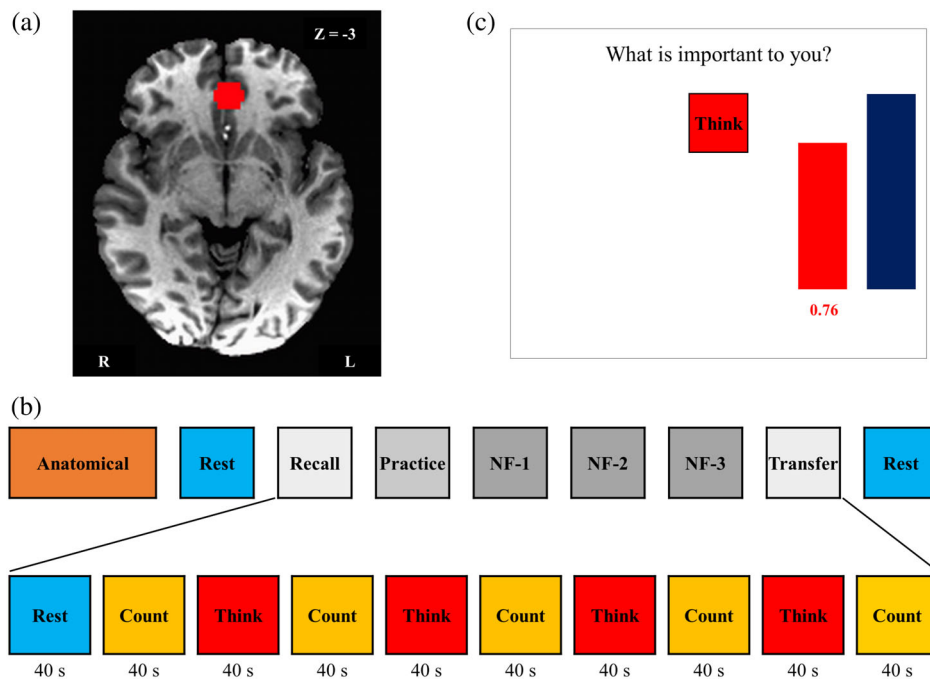 (a)
Z = -3
R
L
(c)
What is important to you?
Think
0.76
(b)
Anatomical
Rest
Recall
Practice
NF-1
NF-2
NF-3
Transfer
Rest
Rest
Count
Think
Count
Think
Count
Think
Count
Think
Count
40 s
40 s
40 s
40 s
40 s
40 s
40 s
40 s
40 s
40 s